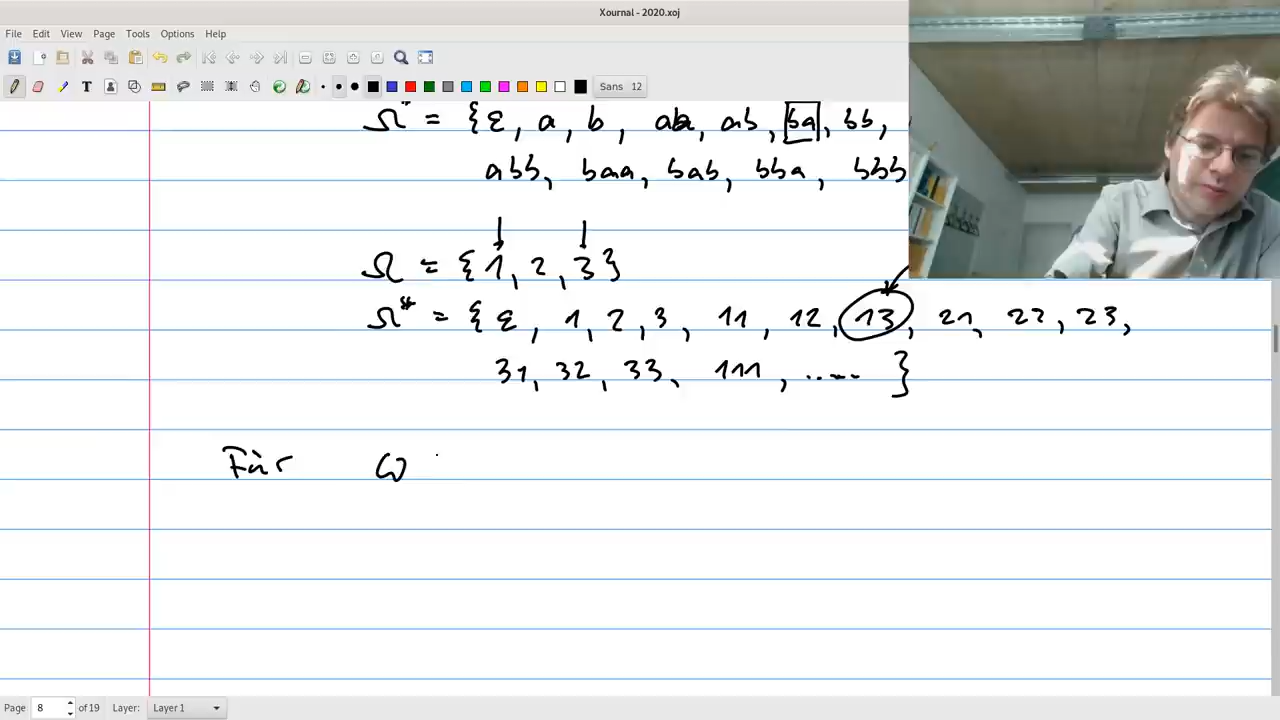 Xournal - 2020.xoj
File Edit View Page Tools Options Help
Sans 12
Ω* = {ε, a, b, aa, ab, ba, bb,
abb, baa, bab, bba, bbb
Ω = {1, 2, 3}
Ω* = {ε, 1, 2, 3, 11, 12, 13, 21, 22, 23,
31, 32, 33, 111, ..... }
Für ω
Page 8 of 19 Layer: Layer 1